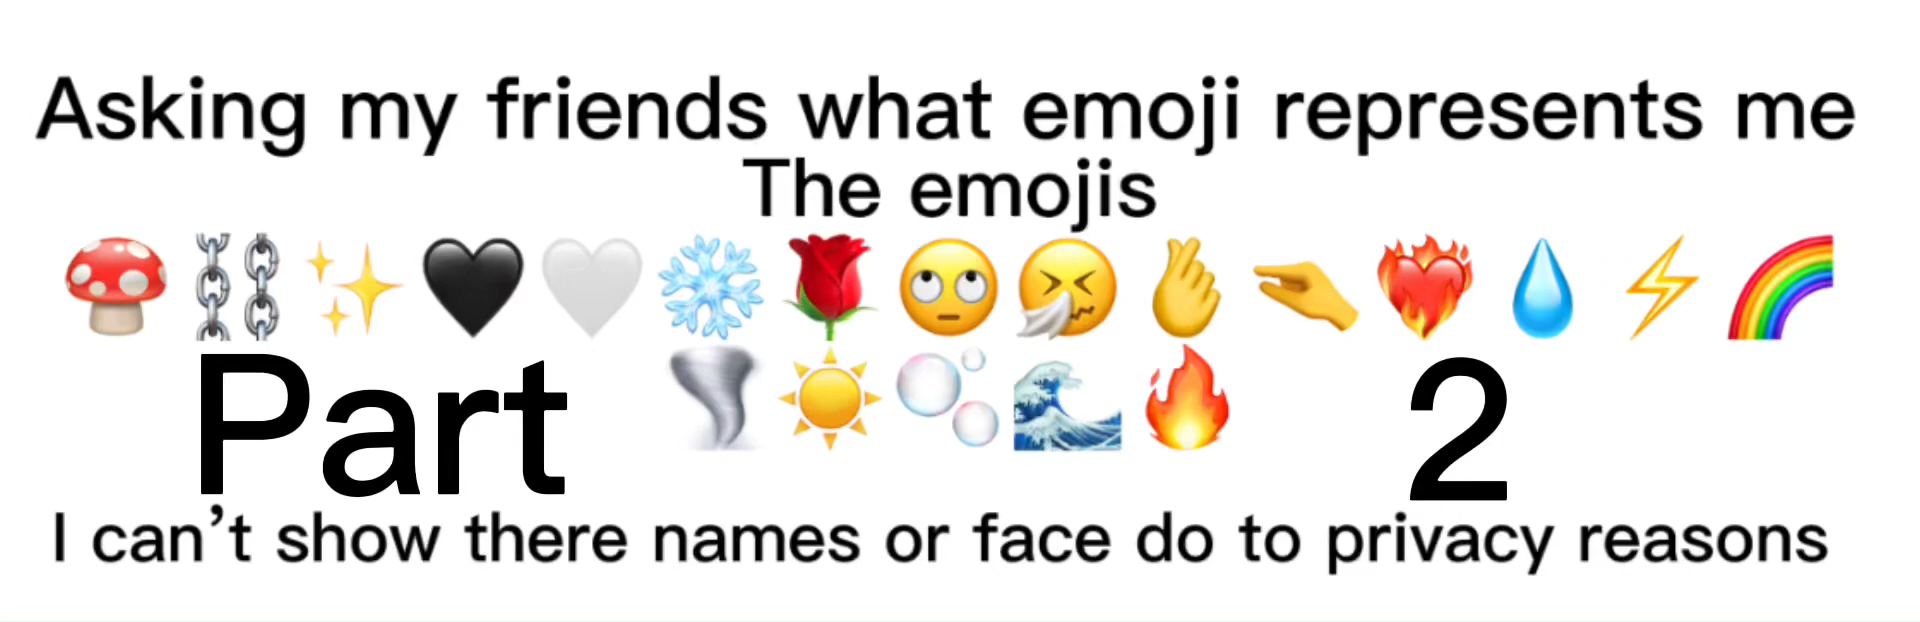 Asking my friends what emoji represents me
The emojis
🍄⛓️✨🖤🤍❄️🌹🙄🤧🫰🤏❤️‍🔥💧⚡🌈
🌪️☀️🫧🌊🔥
Part 2
I can’t show there names or face do to privacy reasons